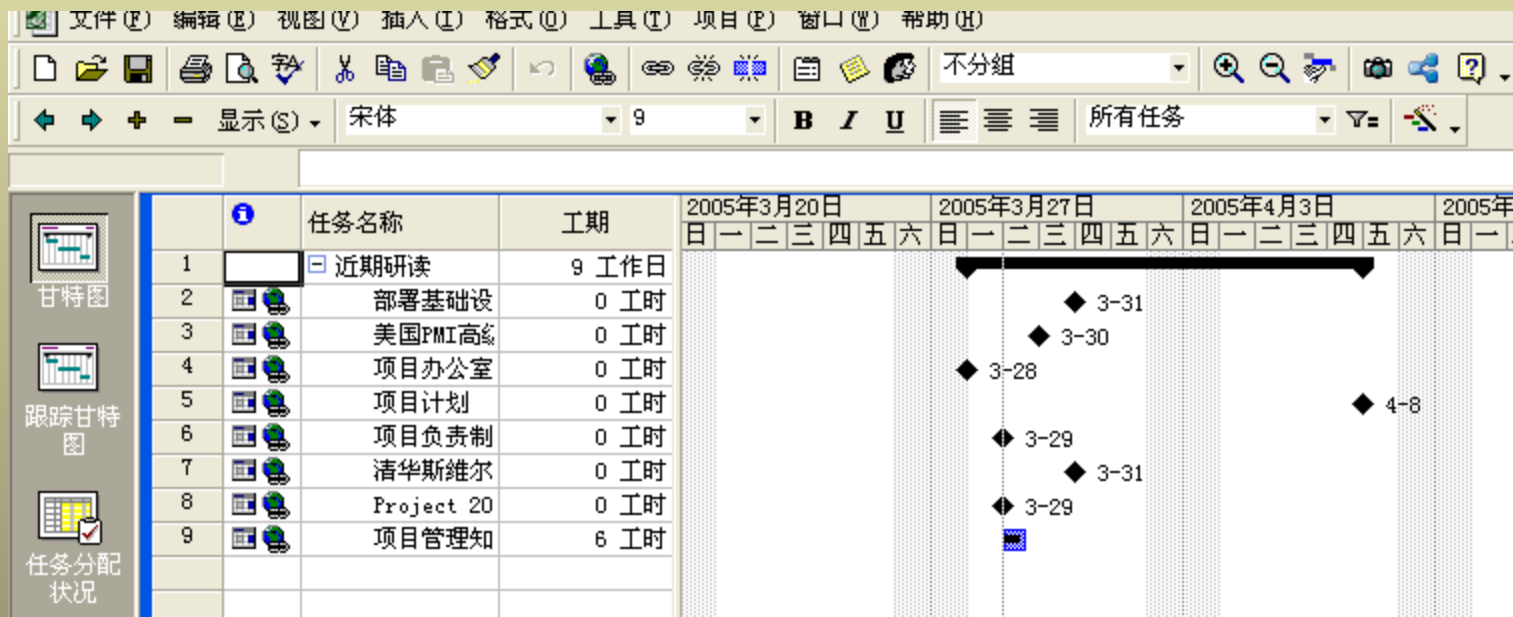 文件(F) 编辑(E) 视图(V) 插入(I) 格式(O) 工具(T) 项目(P) 窗口(W) 帮助(H)
不分组
显示(S) 宋体 9 B I U 所有任务
任务名称 工期 2005年3月20日 2005年3月27日 2005年4月3日 2005年
日 一 二 三 四 五 六 日 一 二 三 四 五 六 日 一 二 三 四 五 六 日 一
1 近期研读 9 工作日
2 部署基础设 0 工时 3-31
3 美国PMI高级 0 工时 3-30
4 项目办公室 0 工时 3-28
5 项目计划 0 工时 4-8
6 项目负责制 0 工时 3-29
7 清华斯维尔 0 工时 3-31
8 Project 20 0 工时 3-29
9 项目管理知 6 工时
甘特图
跟踪甘特
图
任务分配
状况